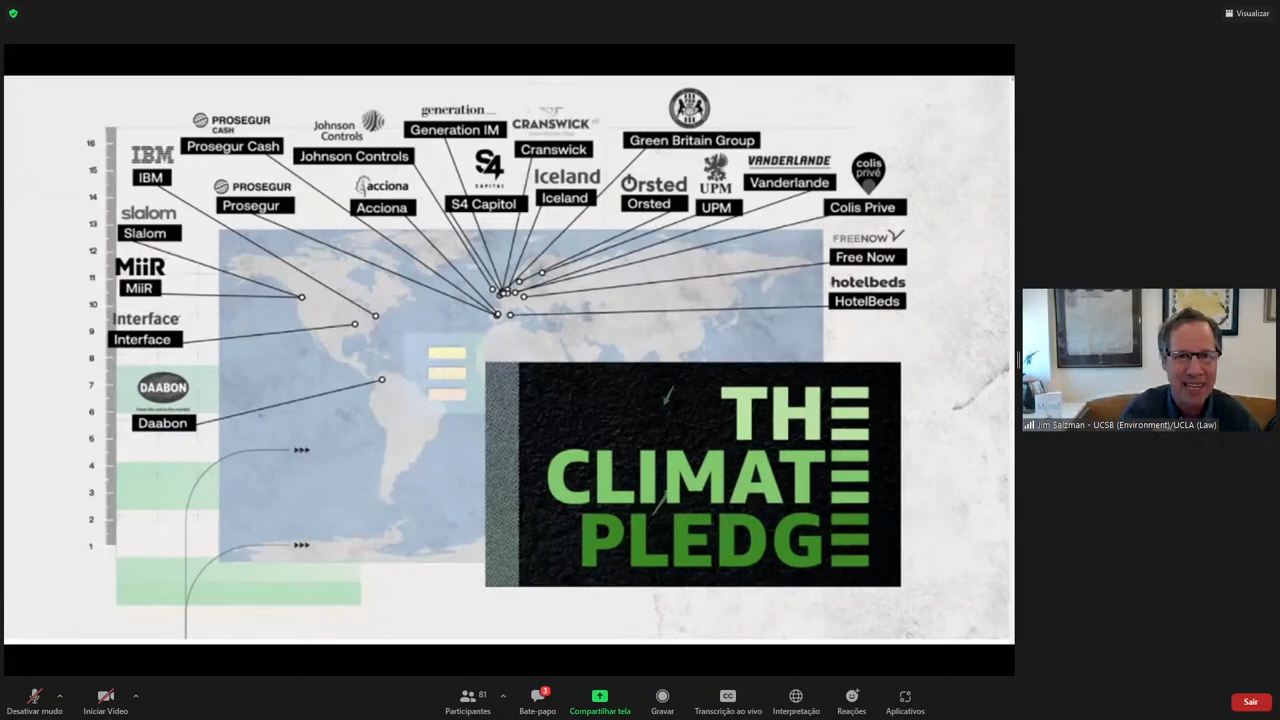 Visualizar
PROSEGUR
CASH
Prosegur Cash
Johnson
Controls
Johnson Controls
generation
Generation IM
CRANSWICK
Cranswick
Green Britain Group
IBM
IBM
PROSEGUR
Prosegur
acciona
Acciona
S4
CAPITAL
S4 Capitol
Iceland
Iceland
Orsted
Orsted
UPM
UPM
VANDERLANDE
Vanderlande
colis
privé
Colis Prive
slalom
Slalom
FREENOW
Free Now
MiiR
MiiR
hotelbeds
HotelBeds
Interface
Interface
DAABON
Daabon
16
15
14
13
12
11
10
9
8
7
6
5
4
3
2
1
THE
CLIMATE
PLEDGE
Jim Salzman - UCSB (Environment)/UCLA (Law)
Desativar mudo
Iniciar Vídeo
81
Participantes
3
Bate-papo
Compartilhar tela
Gravar
CC
Transcrição ao vivo
Interpretação
Reações
Aplicativos
Sair